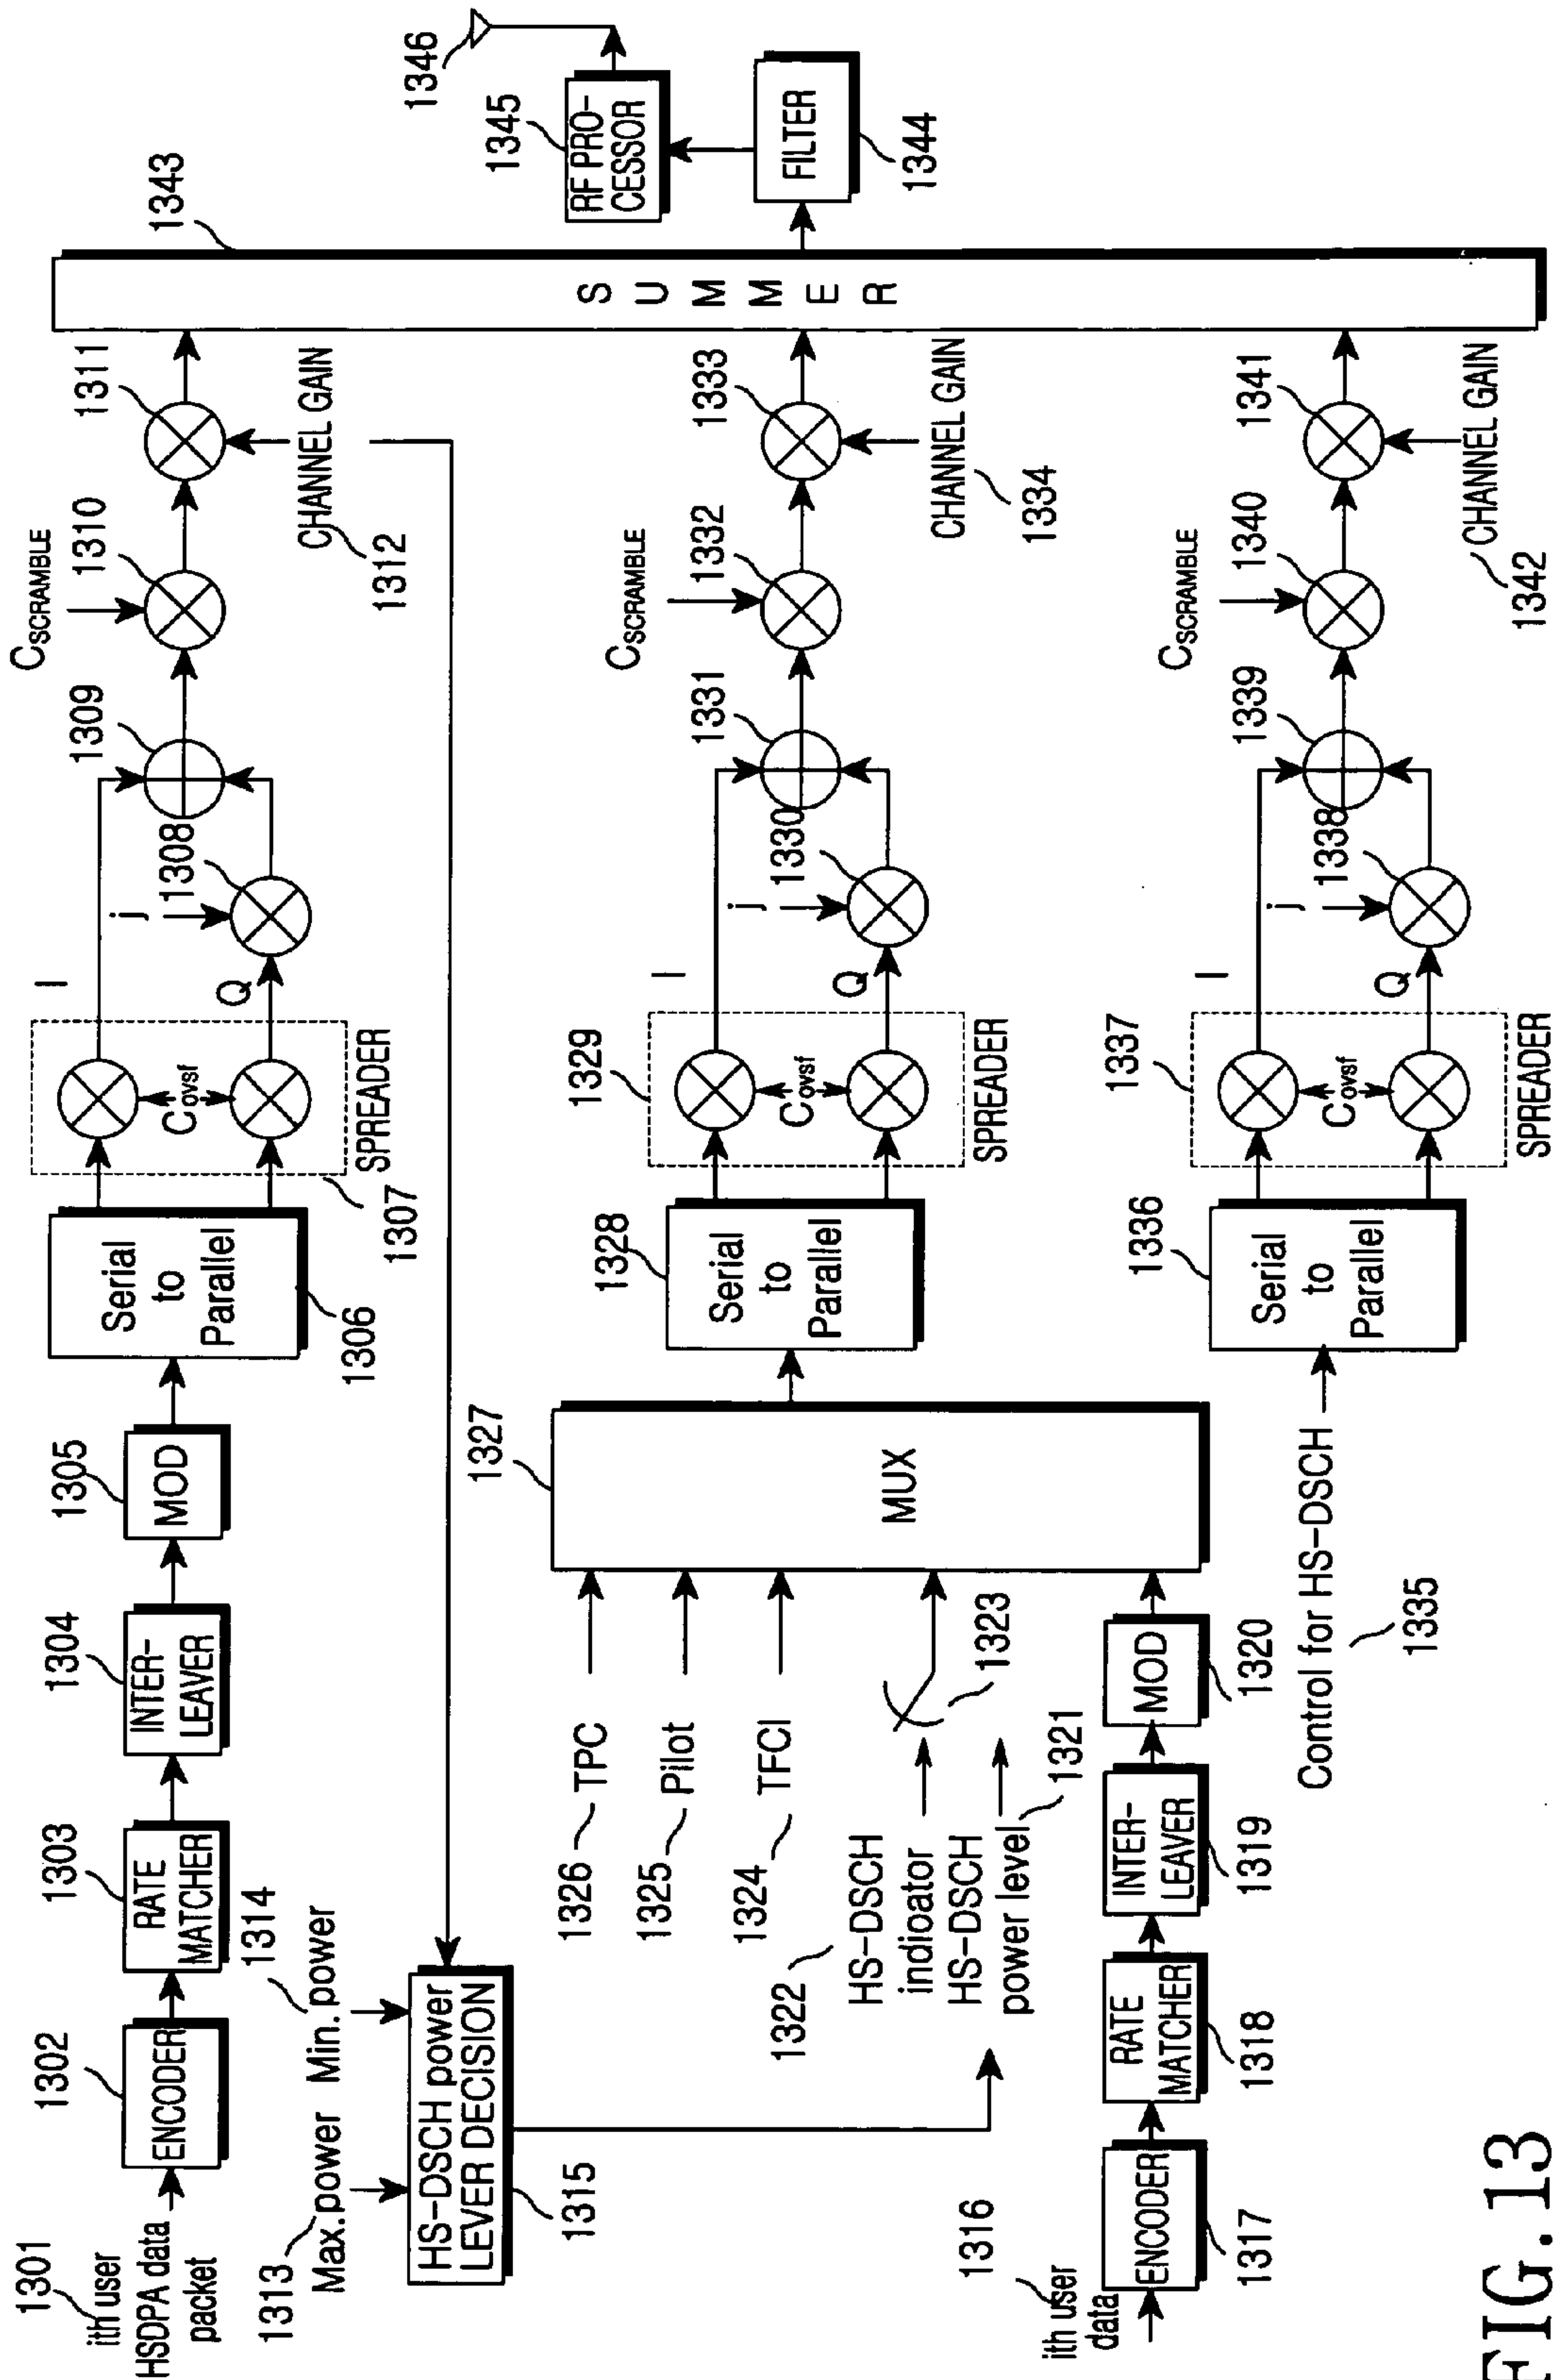 1301
ith user
HSDPA data
packet
1302
ENCODER
1303
RATE
MATCHER
1304
INTER-
LEAVER
1305
MOD
Serial
to
Parallel
1306
1307
SPREADER
Covsf
I
Q
j
1308
1309
CSCRAMBLE
1310
1311
CHANNEL GAIN
1312
1343
SUMMER
1313
Max.power
Min.power
1314
HS-DSCH power
LEVER DECISION
1315
1326
TPC
1325
Pilot
1324
TFCI
1322
HS-DSCH
indioator
HS-DSCH
power level
1321
1323
1327
MUX
1328
Serial
to
Parallel
1329
Covsf
SPREADER
I
Q
j
1330
1331
CSCRAMBLE
1332
1333
CHANNEL GAIN
1334
1346
1345
RF PRO-
CESSOR
FILTER
1344
1316
ith user
data
ENCODER
1317
RATE
MATCHER
1318
INTER-
LEAVER
1319
MOD
1320
Control for HS-DSCH
1335
1336
Serial
to
Parallel
1337
Covsf
SPREADER
I
Q
j
1338
1339
CSCRAMBLE
1340
1341
CHANNEL GAIN
1342
FIG.13